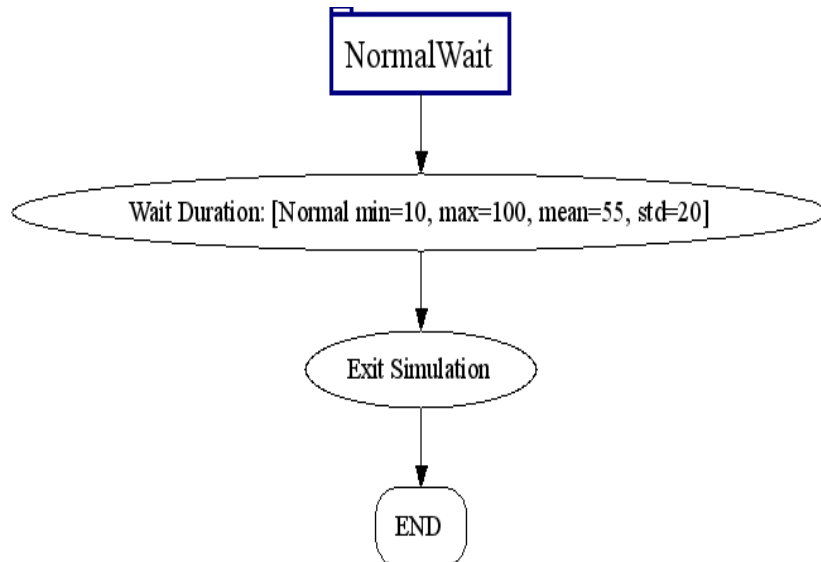 NormalWait
Wait Duration: [Normal min=10, max=100, mean=55, std=20]
Exit Simulation
END